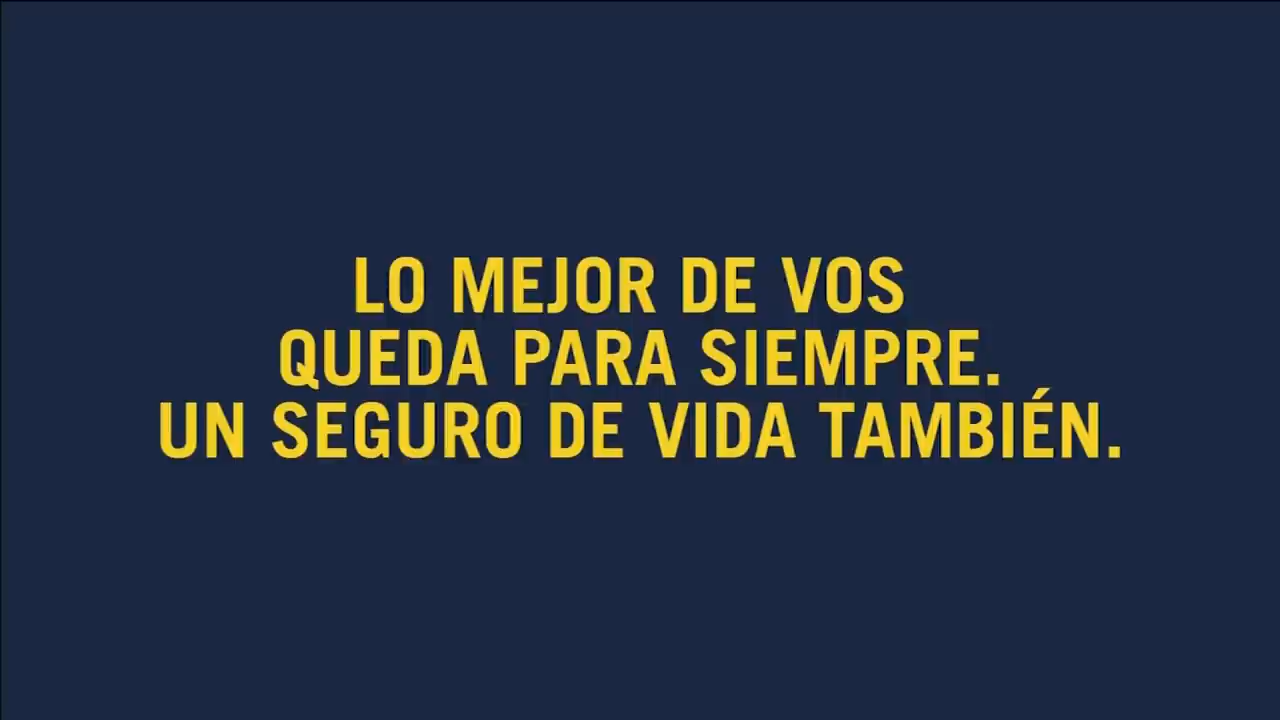 LO MEJOR DE VOS
QUEDA PARA SIEMPRE.
UN SEGURO DE VIDA TAMBIÉN.